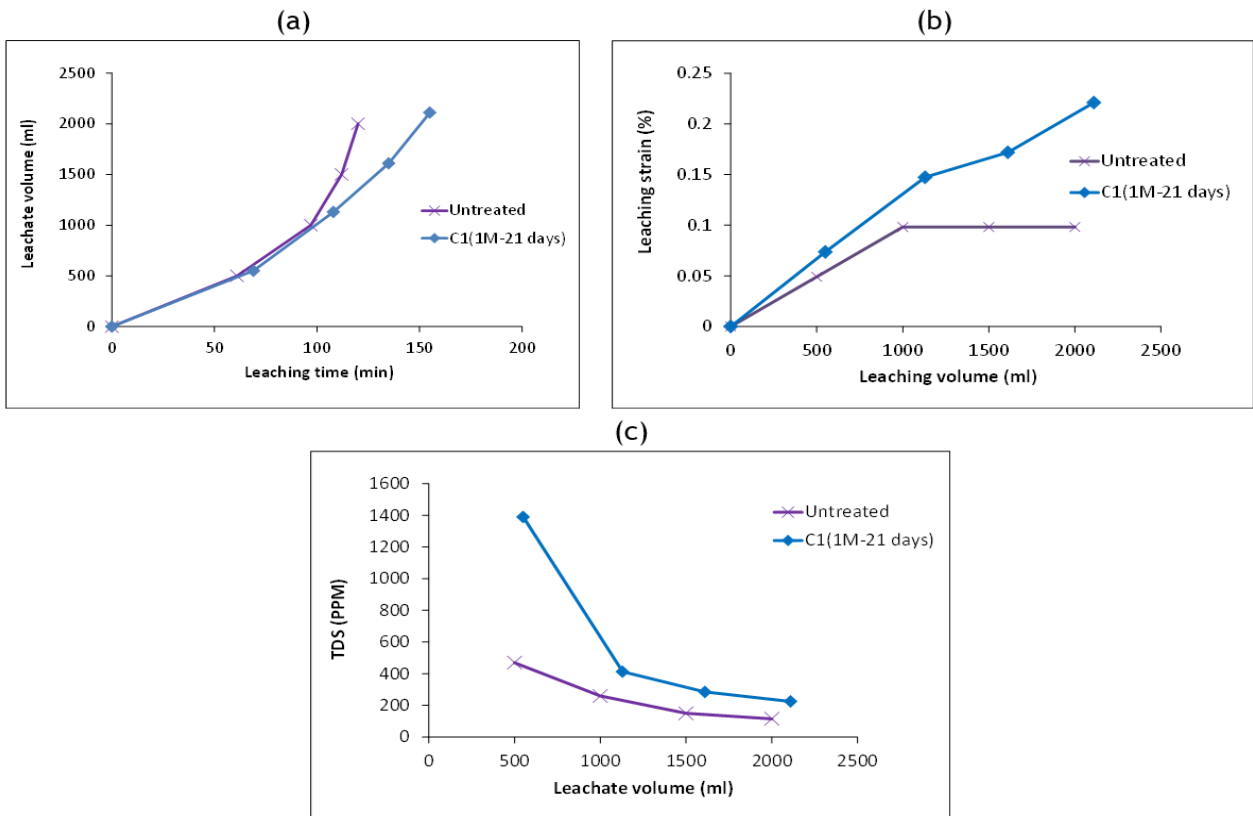 (a)
2500
2000
1500
1000
500
0
0 50 100 150 200
Leachate volume (ml)
Leaching time (min)
Untreated
C1(1M-21 days)
(b)
0.25
0.2
0.15
0.1
0.05
0
0 500 1000 1500 2000 2500
Leaching strain (%)
Leaching volume (ml)
Untreated
C1(1M-21 days)
(c)
1600
1400
1200
1000
800
600
400
200
0
0 500 1000 1500 2000 2500
TDS (PPM)
Leachate volume (ml)
Untreated
C1(1M-21 days)